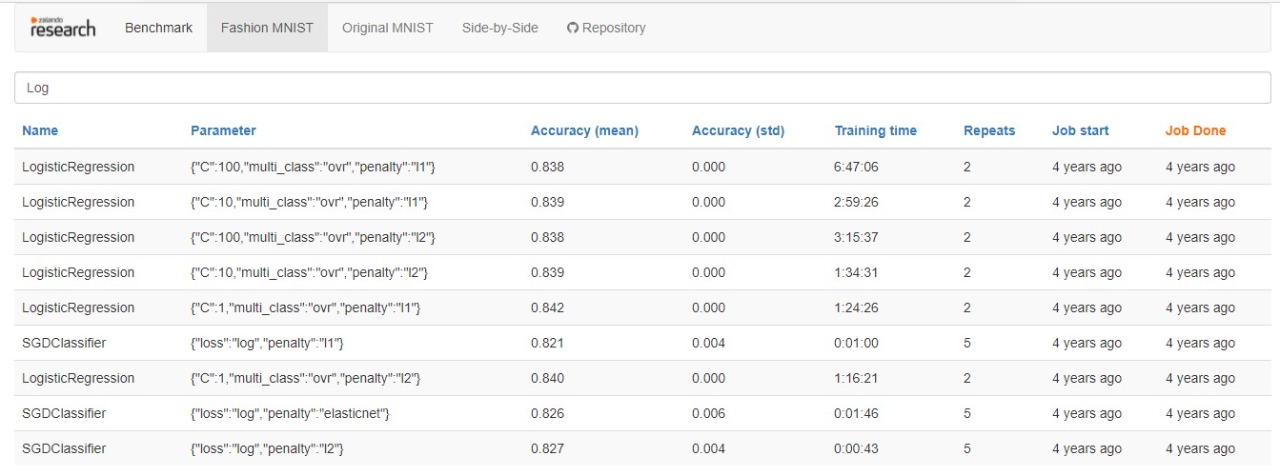 zalando
research Benchmark Fashion MNIST Original MNIST Side-by-Side Repository
Log
Name Parameter Accuracy (mean) Accuracy (std) Training time Repeats Job start Job Done
LogisticRegression {"C":100,"multi_class":"ovr","penalty":"l1"} 0.838 0.000 6:47:06 2 4 years ago 4 years ago
LogisticRegression {"C":10,"multi_class":"ovr","penalty":"l1"} 0.839 0.000 2:59:26 2 4 years ago 4 years ago
LogisticRegression {"C":100,"multi_class":"ovr","penalty":"l2"} 0.838 0.000 3:15:37 2 4 years ago 4 years ago
LogisticRegression {"C":10,"multi_class":"ovr","penalty":"l2"} 0.839 0.000 1:34:31 2 4 years ago 4 years ago
LogisticRegression {"C":1,"multi_class":"ovr","penalty":"l1"} 0.842 0.000 1:24:26 2 4 years ago 4 years ago
SGDClassifier {"loss":"log","penalty":"l1"} 0.821 0.004 0:01:00 5 4 years ago 4 years ago
LogisticRegression {"C":1,"multi_class":"ovr","penalty":"l2"} 0.840 0.000 1:16:21 2 4 years ago 4 years ago
SGDClassifier {"loss":"log","penalty":"elasticnet"} 0.826 0.006 0:01:46 5 4 years ago 4 years ago
SGDClassifier {"loss":"log","penalty":"l2"} 0.827 0.004 0:00:43 5 4 years ago 4 years ago